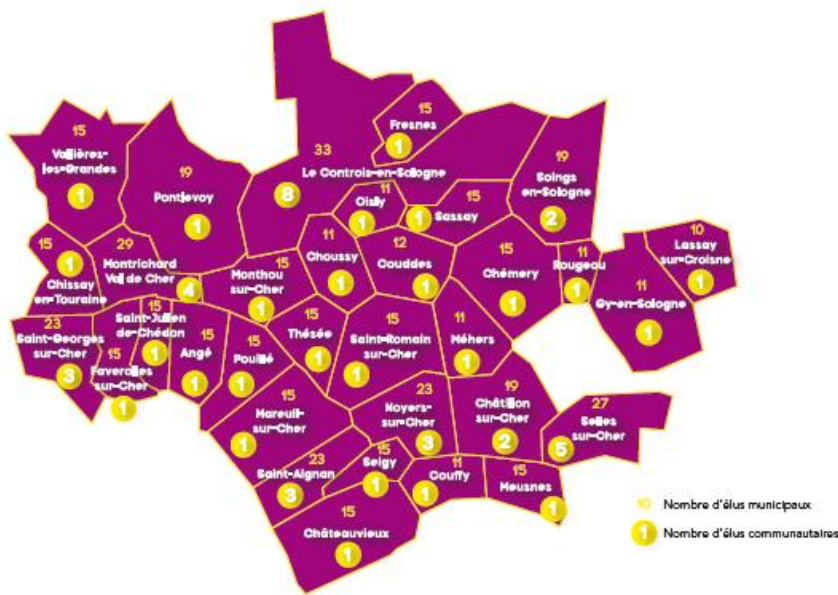 15
Fresnes
1
33
Le Controis-en-Sologne
8
15
Vallières-
les-Grandes
1
19
Pontlevoy
1
19
Soings
en-Sologne
2
11
Oisly
1
15
Sassay
1
10
Lassay
sur-Croisne
1
15
1
Chissay
en-Touraine
29
Montrichard
Val de Cher
4
15
Monthou
sur-Cher
1
11
Choussy
1
12
Couddes
1
15
Chémery
1
11
Rougeou
1
11
Gy-en-Sologne
1
23
Saint-Georges
sur-Cher
3
15
Saint-Julien
de-Chédon
1
15
Faverolles
sur-Cher
1
15
Angé
1
15
Pouillé
1
15
Thésée
1
15
Saint-Romain
sur-Cher
1
11
Méhers
1
15
Mareuil-
sur-Cher
1
23
Noyers-
sur-Cher
3
19
Châtillon
sur-Cher
2
27
Selles
sur-Cher
5
23
Saint-Aignan
3
15
Seigy
1
11
Couffy
1
15
Meusnes
1
15
Châteauvieux
1
10 Nombre d'élus municipaux
1 Nombre d'élus communautaires